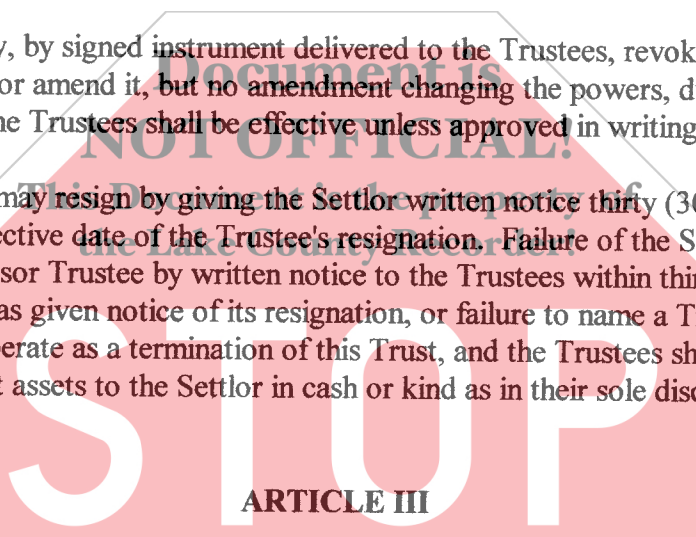 y, by signed instrument delivered to the Trustees, revok
or amend it, but no amendment changing the powers, d
ne Trustees shall be effective unless approved in writing
may resign by giving the Settlor written notice thirty (30
ective date of the Trustee's resignation. Failure of the S
sor Trustee by written notice to the Trustees within thi
as given notice of its resignation, or failure to name a T
perate as a termination of this Trust, and the Trustees sh
t assets to the Settlor in cash or kind as in their sole disc
ARTICLE III
Document is
NOT OFFICIAL!
This Document is the property of
the Lake County Recorder!
STOP